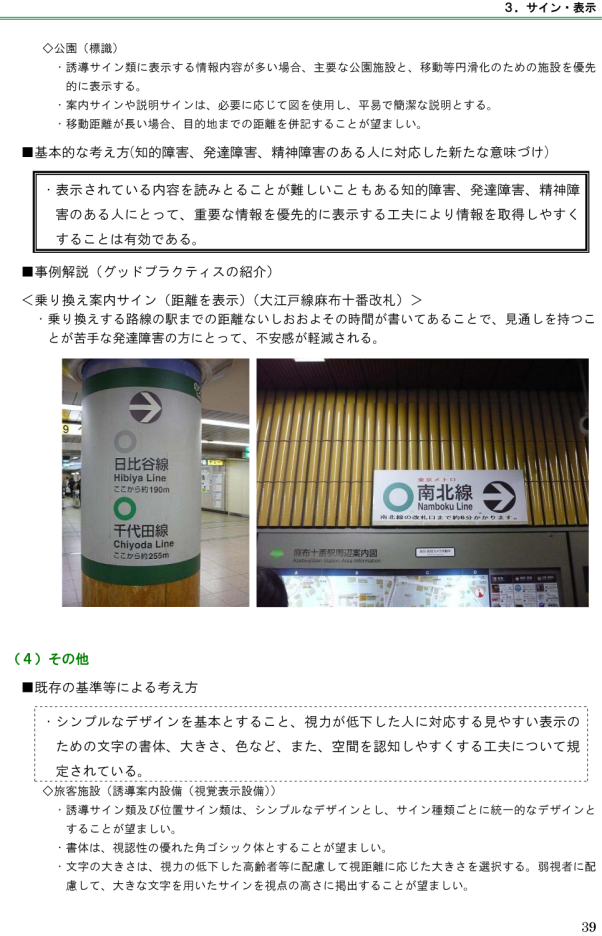 3．サイン・表示
◇公園（標識）
・誘導サイン類に表示する情報内容が多い場合、主要な公園施設と、移動等円滑化のための施設を優先
的に表示する。
・案内サインや説明サインは、必要に応じて図を使用し、平易で簡潔な説明とする。
・移動距離が長い場合、目的地までの距離を併記することが望ましい。
■基本的な考え方(知的障害、発達障害、精神障害のある人に対応した新たな意味づけ)
・表示されている内容を読みとることが難しいこともある知的障害、発達障害、精神障
害のある人にとって、重要な情報を優先的に表示する工夫により情報を取得しやすく
することは有効である。
■事例解説（グッドプラクティスの紹介）
＜乗り換え案内サイン（距離を表示）（大江戸線麻布十番改札）＞
・乗り換えする路線の駅までの距離ないしおおよその時間が書いてあることで、見通しを持つこ
とが苦手な発達障害の方にとって、不安感が軽減される。
9
日比谷線
Hibiya Line
ここから約190m
千代田線
Chiyoda Line
ここから約255m
東京メトロ
南北線
Namboku Line
南北線の改札口まで約8分かかります。
麻布十番駅周辺案内図
（4）その他
■既存の基準等による考え方
・シンプルなデザインを基本とすること、視力が低下した人に対応する見やすい表示の
ための文字の書体、大きさ、色など、また、空間を認知しやすくする工夫について規
定されている。
◇旅客施設（誘導案内設備（視覚表示設備））
・誘導サイン類及び位置サイン類は、シンプルなデザインとし、サイン種類ごとに統一的なデザインと
することが望ましい。
・書体は、視認性の優れた角ゴシック体とすることが望ましい。
・文字の大きさは、視力の低下した高齢者等に配慮して視距離に応じた大きさを選択する。弱視者に配
慮して、大きな文字を用いたサインを視点の高さに掲出することが望ましい。
39